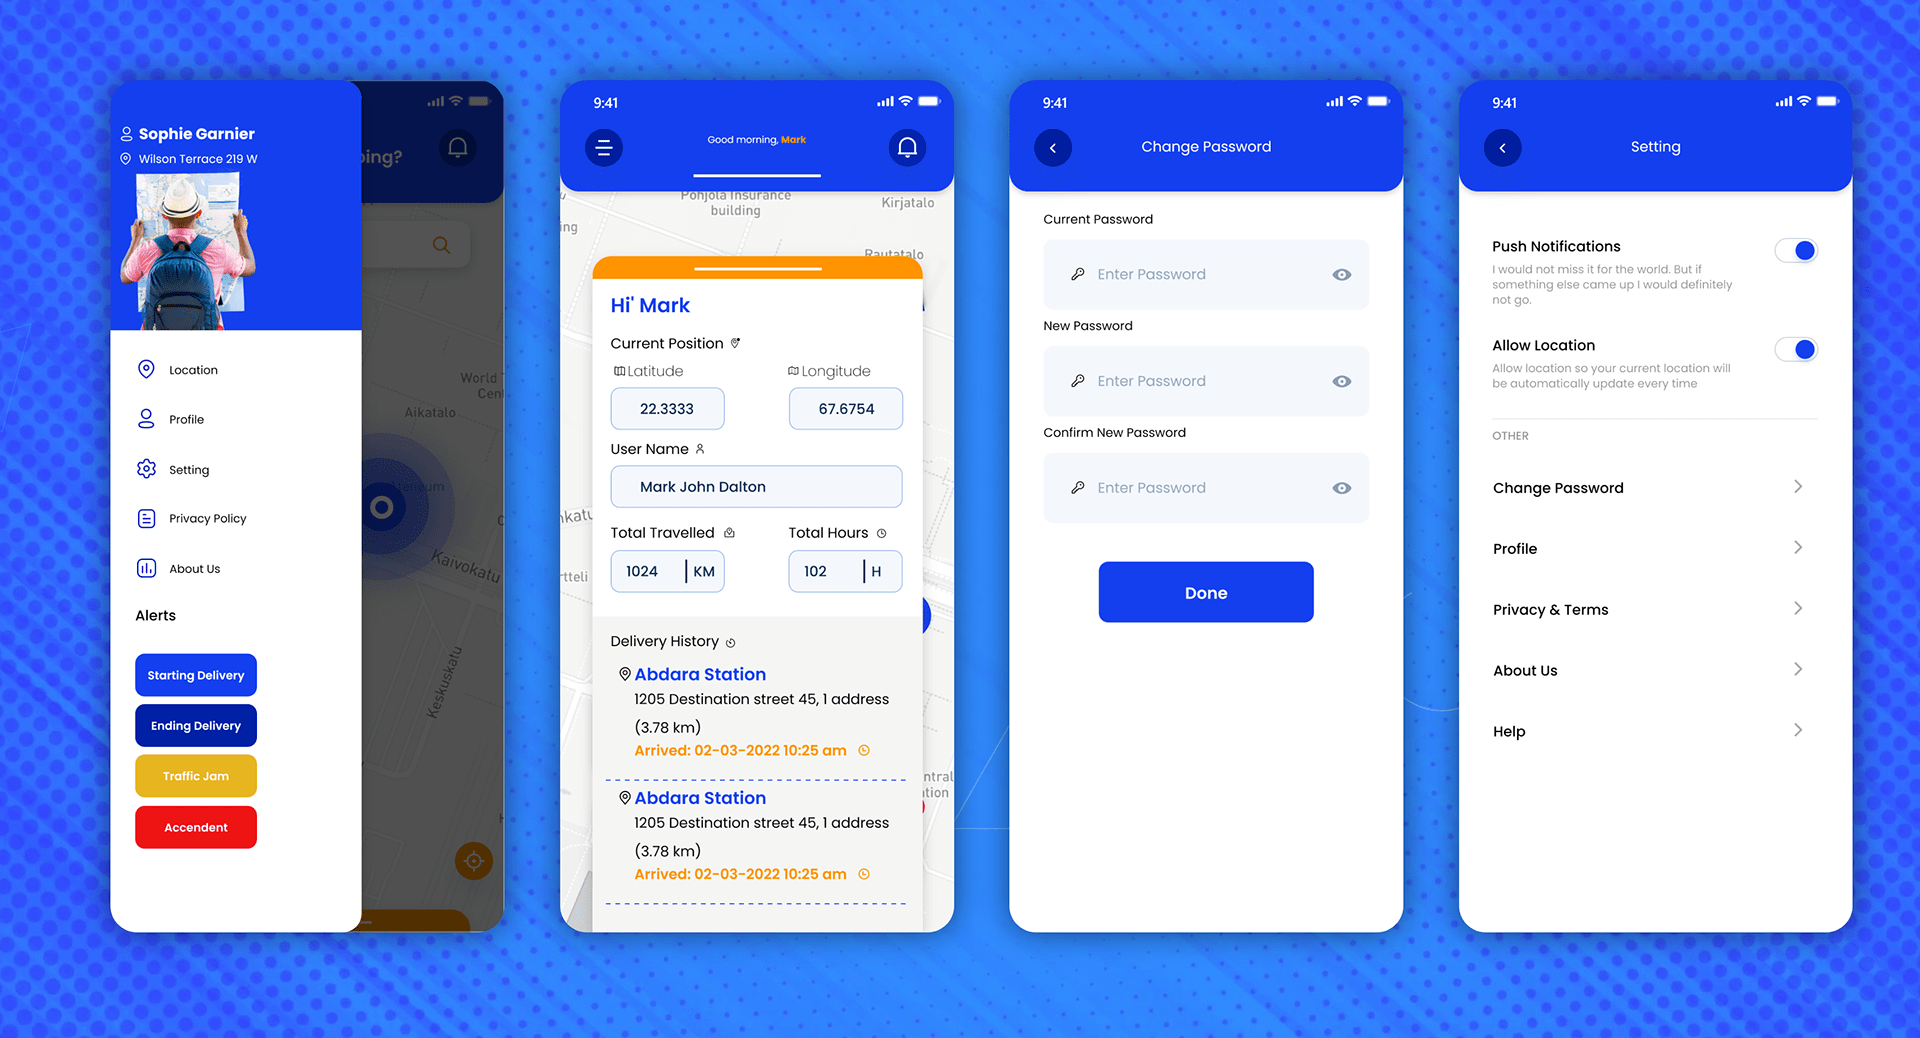 Sophie Garnier
Wilson Terrace 219 W
ping?
Location
Profile
Setting
Privacy Policy
About Us
Alerts
Starting Delivery
Ending Delivery
Traffic Jam
Accendent
World T
Cen
Aikatalo
Kaivokatu
Keskuskatu
9:41
Good morning, Mark
Pohjola Insurance
building
Kirjatalo
ing
Rautatalo
Hi' Mark
Current Position
Latitude
Longitude
22.3333
67.6754
User Name
Mark John Dalton
nkatu
Total Travelled
Total Hours
1024 | KM
102 | H
rtteli
Delivery History
Abdara Station
1205 Destination street 45, 1 address
(3.78 km)
Arrived: 02-03-2022 10:25 am
ntral
ation
Abdara Station
1205 Destination street 45, 1 address
(3.78 km)
Arrived: 02-03-2022 10:25 am
9:41
Change Password
Current Password
Enter Password
New Password
Enter Password
Confirm New Password
Enter Password
Done
9:41
Setting
Push Notifications
I would not miss it for the world. But if
something else came up I would definitely
not go.
Allow Location
Allow location so your current location will
be automatically update every time
OTHER
Change Password
Profile
Privacy & Terms
About Us
Help